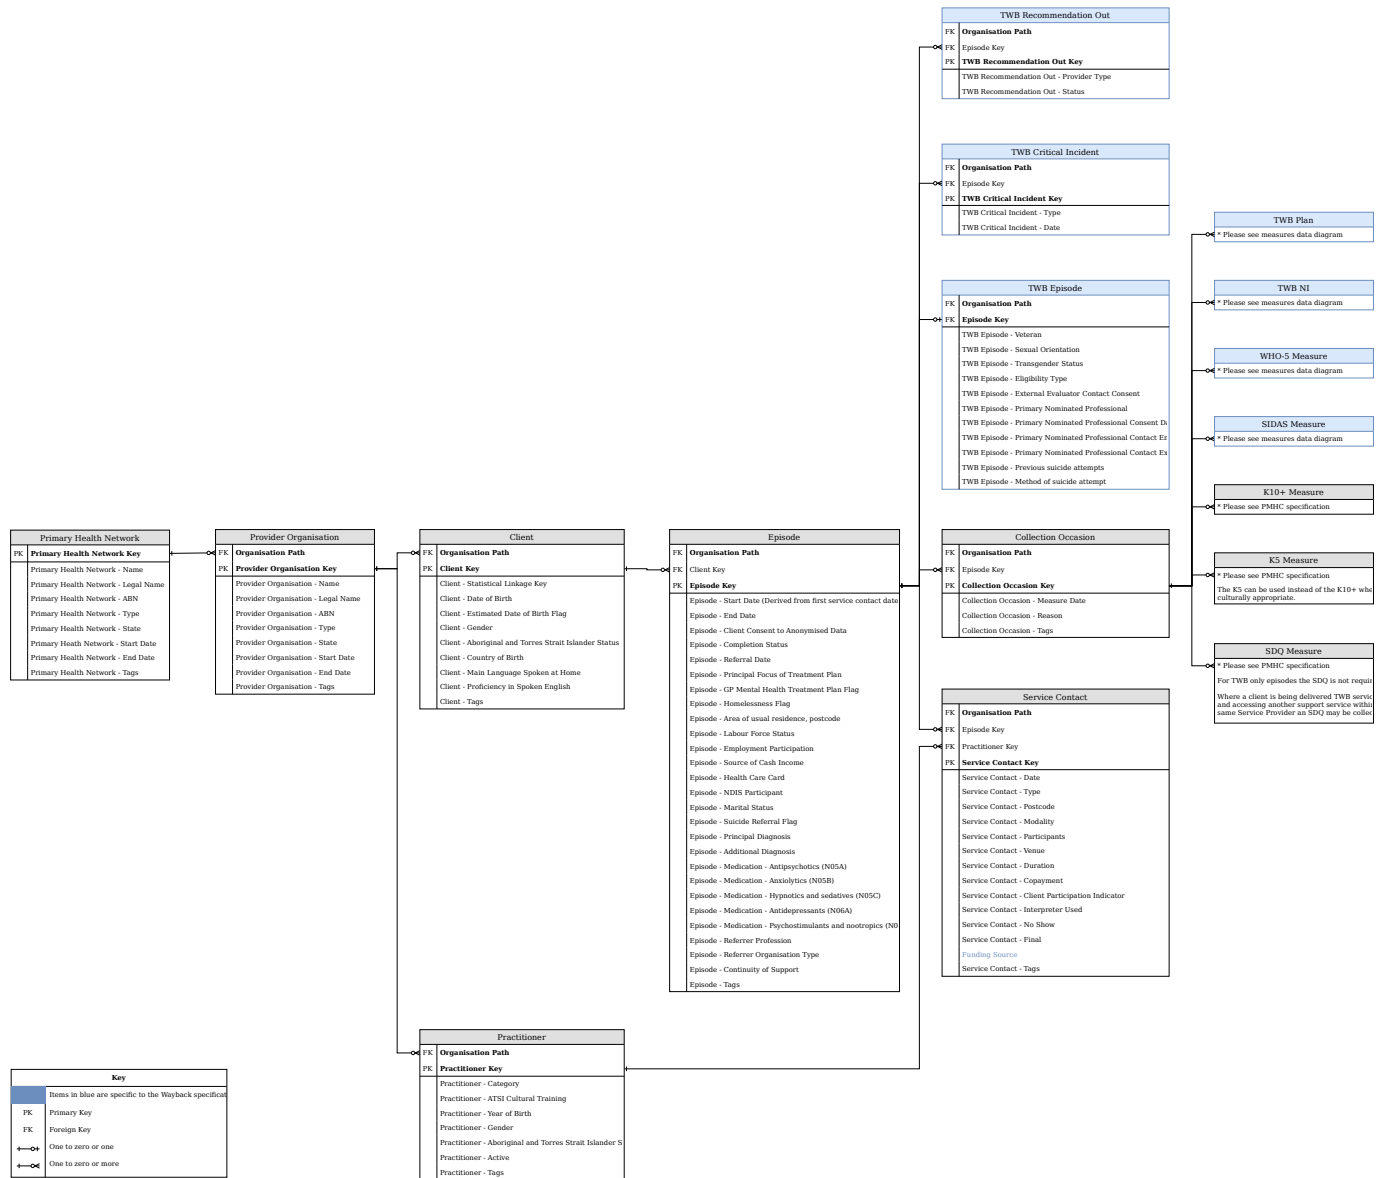 TWB Recommendation Out
FK Organisation Path
FK Episode Key
PK TWB Recommendation Out Key
TWB Recommendation Out - Provider Type
TWB Recommendation Out - Status
TWB Critical Incident
FK Organisation Path
FK Episode Key
PK TWB Critical Incident Key
TWB Critical Incident - Type
TWB Critical Incident - Date
TWB Episode
FK Organisation Path
FK Episode Key
TWB Episode - Veteran
TWB Episode - Sexual Orientation
TWB Episode - Transgender Status
TWB Episode - Eligibility Type
TWB Episode - External Evaluator Contact Consent
TWB Episode - Primary Nominated Professional
TWB Episode - Primary Nominated Professional Consent Da
TWB Episode - Primary Nominated Professional Contact En
TWB Episode - Primary Nominated Professional Contact Ex
TWB Episode - Previous suicide attempts
TWB Episode - Method of suicide attempt
TWB Plan
* Please see measures data diagram
TWB NI
* Please see measures data diagram
WHO-5 Measure
* Please see measures data diagram
SIDAS Measure
* Please see measures data diagram
K10+ Measure
* Please see PMHC specification
K5 Measure
* Please see PMHC specification
The K5 can be used instead of the K10+ whe
culturally appropriate.
SDQ Measure
* Please see PMHC specification
For TWB only episodes the SDQ is not requir
Where a client is being delivered TWB servic
and accessing another support service within
same Service Provider an SDQ may be collec
Primary Health Network
PK Primary Health Network Key
Primary Health Network - Name
Primary Health Network - Legal Name
Primary Health Network - ABN
Primary Health Network - Type
Primary Health Network - State
Primary Heath Network - Start Date
Primary Health Network - End Date
Primary Health Network - Tags
Provider Organisation
FK Organisation Path
PK Provider Organisation Key
Provider Organisation - Name
Provider Organisation - Legal Name
Provider Organisation - ABN
Provider Organisation - Type
Provider Organisation - State
Provider Organisation - Start Date
Provider Organisation - End Date
Provider Organisation - Tags
Client
FK Organisation Path
PK Client Key
Client - Statistical Linkage Key
Client - Date of Birth
Client - Estimated Date of Birth Flag
Client - Gender
Client - Aboriginal and Torres Strait Islander Status
Client - Country of Birth
Client - Main Language Spoken at Home
Client - Proficiency in Spoken English
Client - Tags
Episode
FK Organisation Path
FK Client Key
PK Episode Key
Episode - Start Date (Derived from first service contact date
Episode - End Date
Episode - Client Consent to Anonymised Data
Episode - Completion Status
Episode - Referral Date
Episode - Principal Focus of Treatment Plan
Episode - GP Mental Health Treatment Plan Flag
Episode - Homelessness Flag
Episode - Area of usual residence, postcode
Episode - Labour Force Status
Episode - Employment Participation
Episode - Source of Cash Income
Episode - Health Care Card
Episode - NDIS Participant
Episode - Marital Status
Episode - Suicide Referral Flag
Episode - Principal Diagnosis
Episode - Additional Diagnosis
Episode - Medication - Antipsychotics (N05A)
Episode - Medication - Anxiolytics (N05B)
Episode - Medication - Hypnotics and sedatives (N05C)
Episode - Medication - Antidepressants (N06A)
Episode - Medication - Psychostimulants and nootropics (N0
Episode - Referrer Profession
Episode - Referrer Organisation Type
Episode - Continuity of Support
Episode - Tags
Collection Occasion
FK Organisation Path
FK Episode Key
PK Collection Occasion Key
Collection Occasion - Measure Date
Collection Occasion - Reason
Collection Occasion - Tags
Service Contact
FK Organisation Path
FK Episode Key
FK Practitioner Key
PK Service Contact Key
Service Contact - Date
Service Contact - Type
Service Contact - Postcode
Service Contact - Modality
Service Contact - Participants
Service Contact - Venue
Service Contact - Duration
Service Contact - Copayment
Service Contact - Client Participation Indicator
Service Contact - Interpreter Used
Service Contact - No Show
Service Contact - Final
Funding Source
Service Contact - Tags
Practitioner
FK Organisation Path
PK Practitioner Key
Practitioner - Category
Practitioner - ATSI Cultural Training
Practitioner - Year of Birth
Practitioner - Gender
Practitioner - Aboriginal and Torres Strait Islander S
Practitioner - Active
Practitioner - Tags
Key
Items in blue are specific to the Wayback specificat
PK Primary Key
FK Foreign Key
One to zero or one
One to zero or more